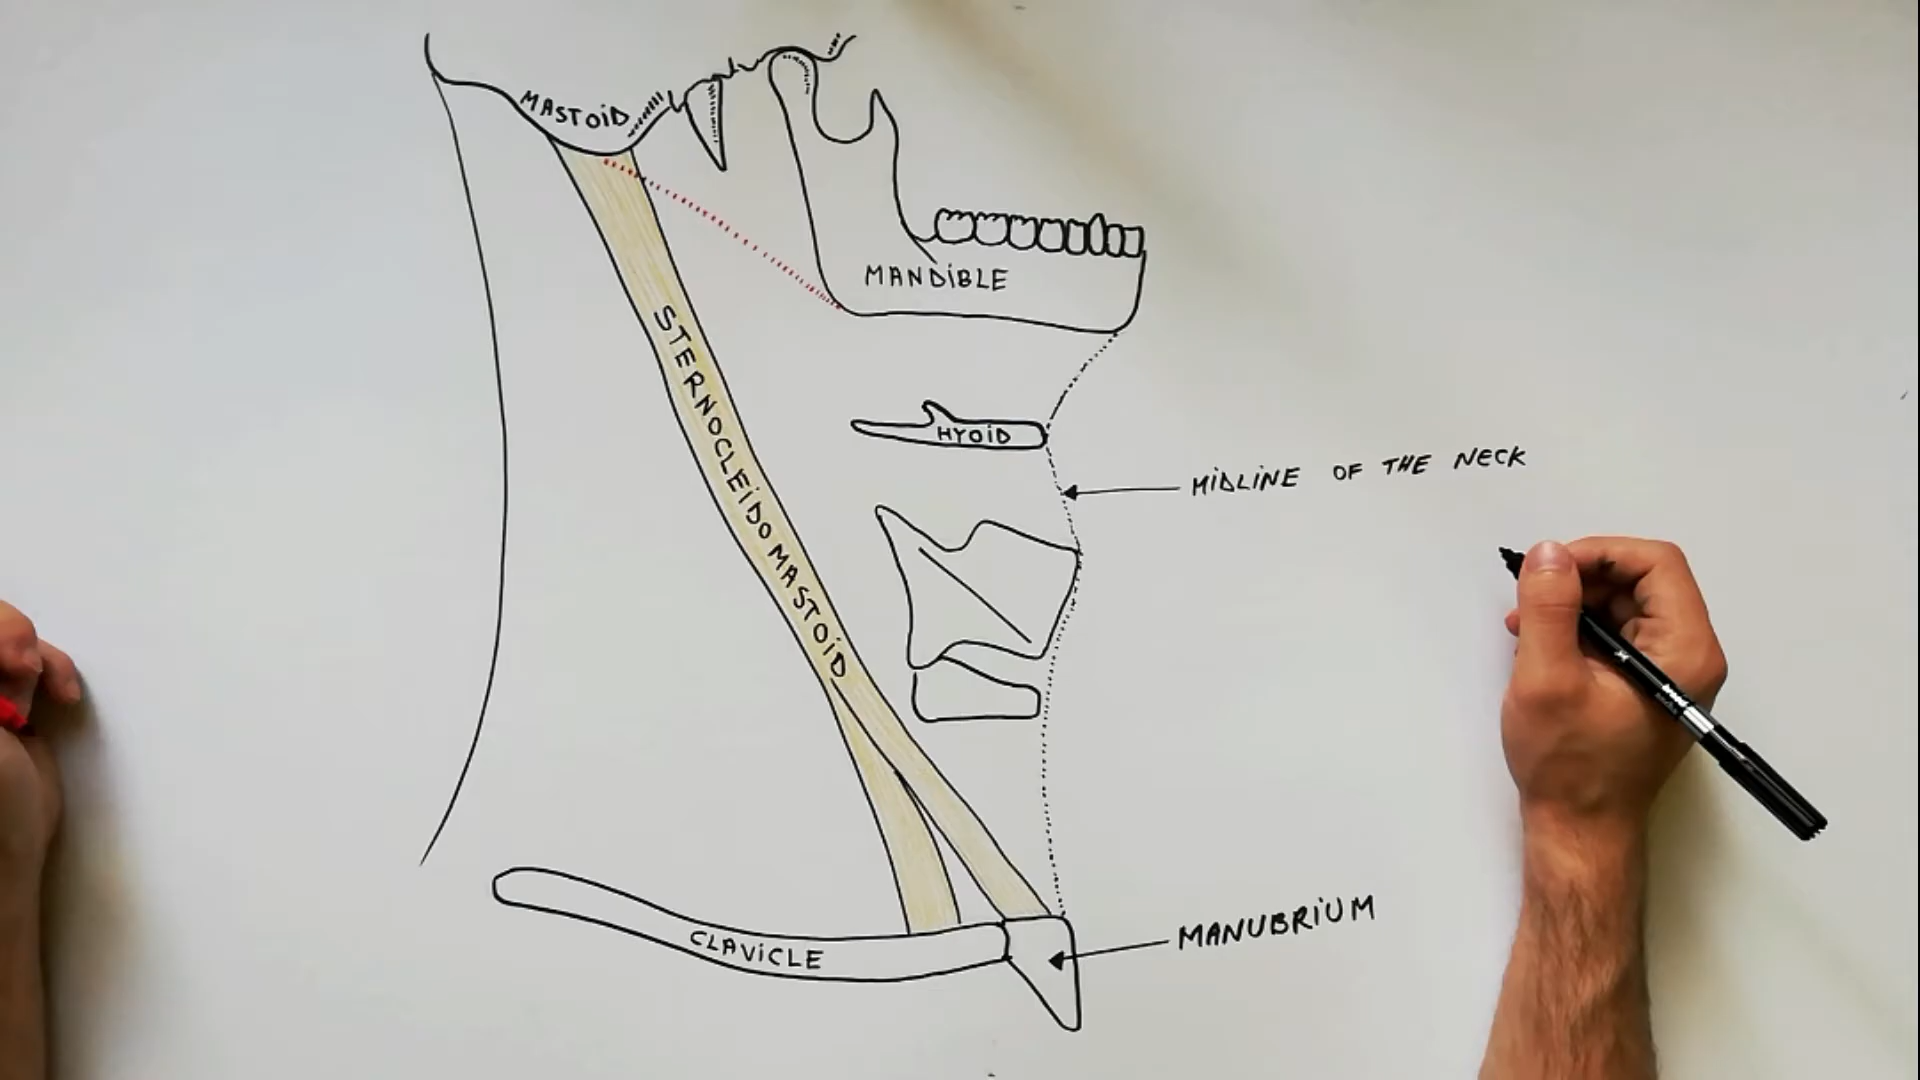 MASTOiD
MANDiBLE
STERNOCLEiDOMASTOiD
HYOiD
MiDLiNE OF THE NECK
CLAViCLE
MANUBRiUM